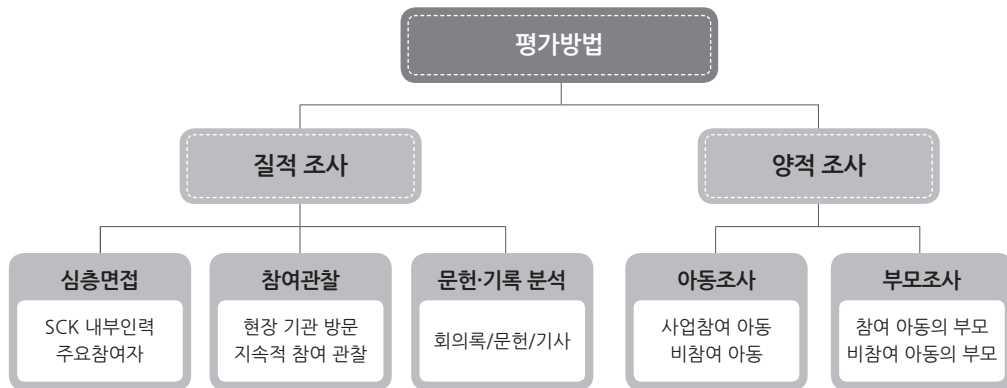 평가방법
질적 조사
양적 조사
심층면접
SCK 내부인력
주요참여자
참여관찰
현장 기관 방문
지속적 참여 관찰
문헌·기록 분석
회의록/문헌/기사
아동조사
사업참여 아동
비참여 아동
부모조사
참여 아동의 부모
비참여 아동의 부모